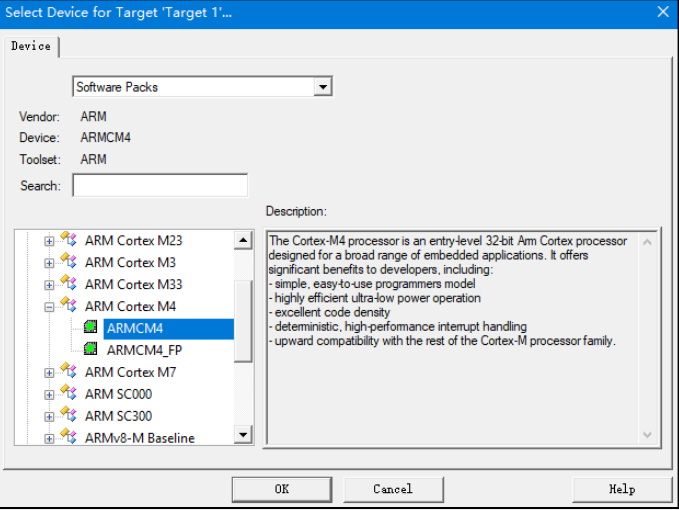 Select Device for Target 'Target 1'...
Device
Software Packs
Vendor: ARM
Device: ARMCM4
Toolset: ARM
Search:
Description:
ARM Cortex M23
ARM Cortex M3
ARM Cortex M33
ARM Cortex M4
ARMCM4
ARMCM4_FP
ARM Cortex M7
ARM SC000
ARM SC300
ARMv8-M Baseline
The Cortex-M4 processor is an entry-level 32-bit Arm Cortex processor
designed for a broad range of embedded applications. It offers
significant benefits to developers, including:
- simple, easy-to-use programmers model
- highly efficient ultra-low power operation
- excellent code density
- deterministic, high-performance interrupt handling
- upward compatibility with the rest of the Cortex-M processor family.
OK
Cancel
Help